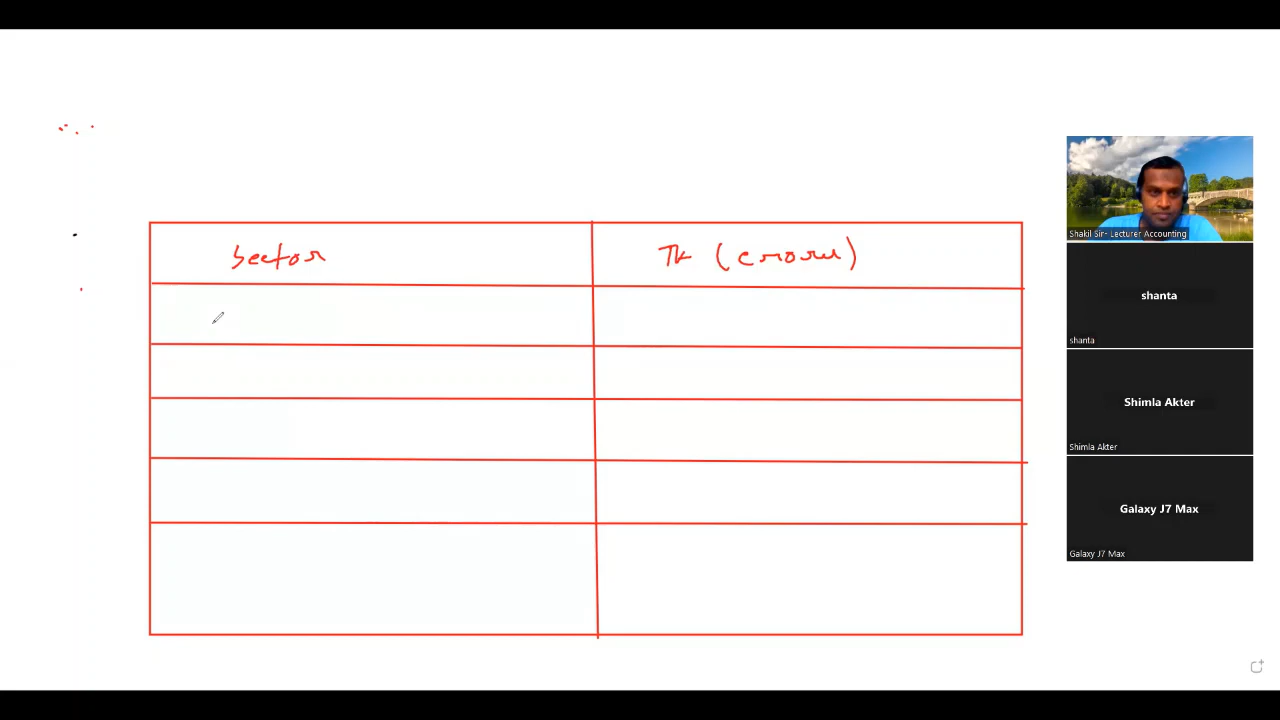 Sector
Tk (crore)
Shakil Sir- Lecturer Accounting
shanta
shanta
Shimla Akter
Shimla Akter
Galaxy J7 Max
Galaxy J7 Max